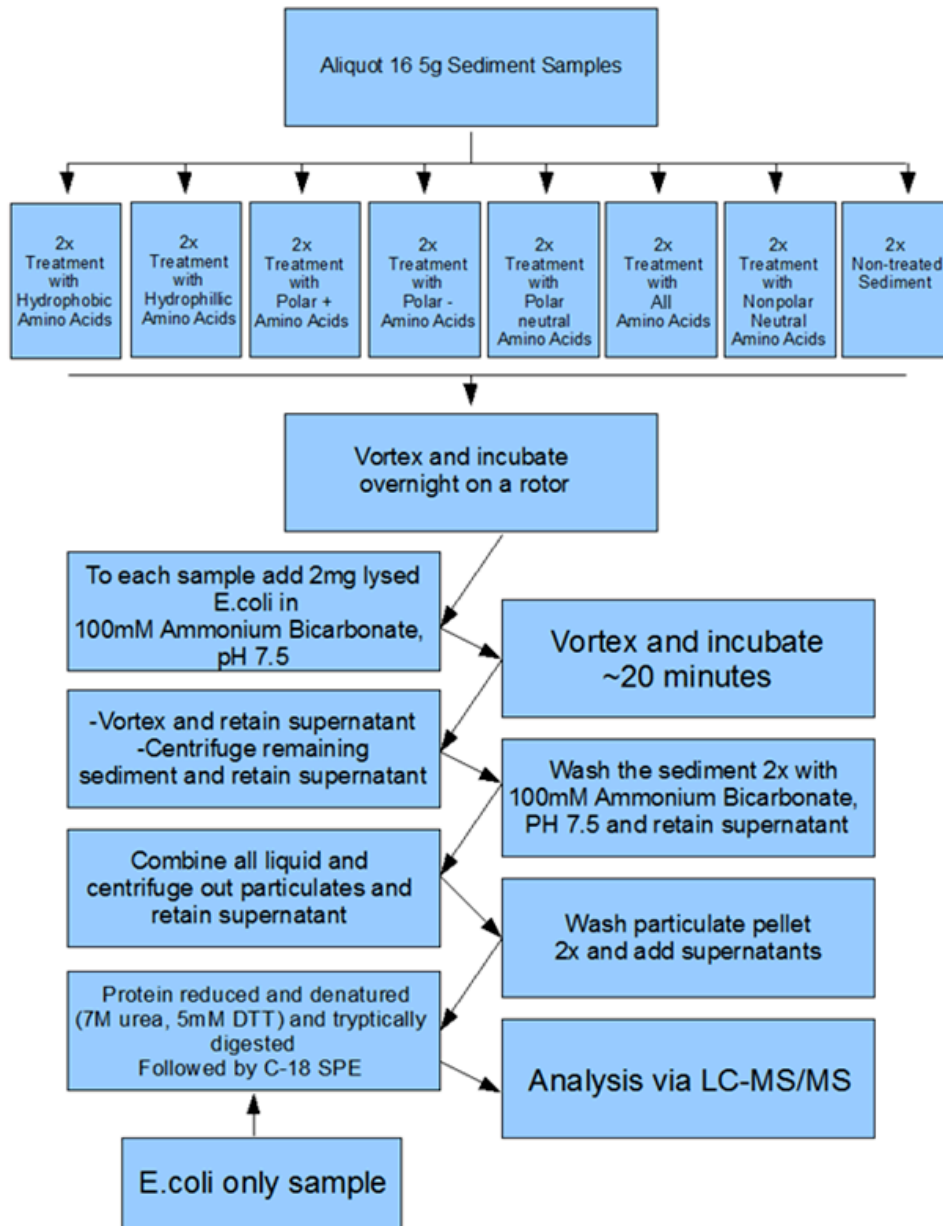 Aliquot 16 5g Sediment Samples
2x
Treatment
with
Hydrophobic
Amino Acids
2x
Treatment
with
Hydrophillic
Amino Acids
2x
Treatment
with
Polar +
Amino Acids
2x
Treatment
with
Polar -
Amino Acids
2x
Treatment
with
Polar
neutral
Amino Acids
2x
Treatment
with
All
Amino Acids
2x
Treatment
with
Nonpolar
Neutral
Amino Acids
2x
Non-treated
Sediment
Vortex and incubate
overnight on a rotor
To each sample add 2mg lysed
E.coli in
100mM Ammonium Bicarbonate,
pH 7.5
Vortex and incubate
~20 minutes
-Vortex and retain supernatant
-Centrifuge remaining
sediment and retain supernatant
Wash the sediment 2x with
100mM Ammonium Bicarbonate,
PH 7.5 and retain supernatant
Combine all liquid and
centrifuge out particulates and
retain supernatant
Wash particulate pellet
2x and add supernatants
Protein reduced and denatured
(7M urea, 5mM DTT) and tryptically
digested
Followed by C-18 SPE
Analysis via LC-MS/MS
E.coli only sample